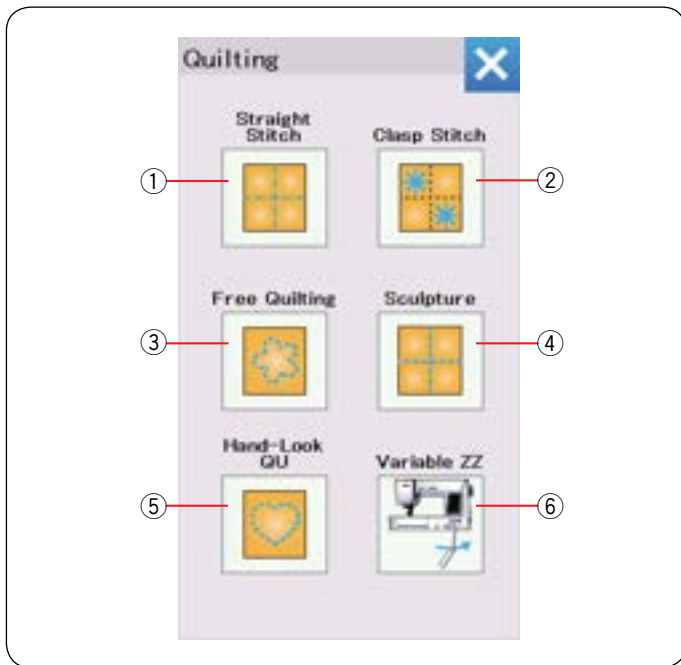 Quilting
Straight
Stitch
Clasp Stitch
① ②
Free Quilting Sculpture
③ ④
Hand-Look
QU
Variable ZZ
⑤ ⑥